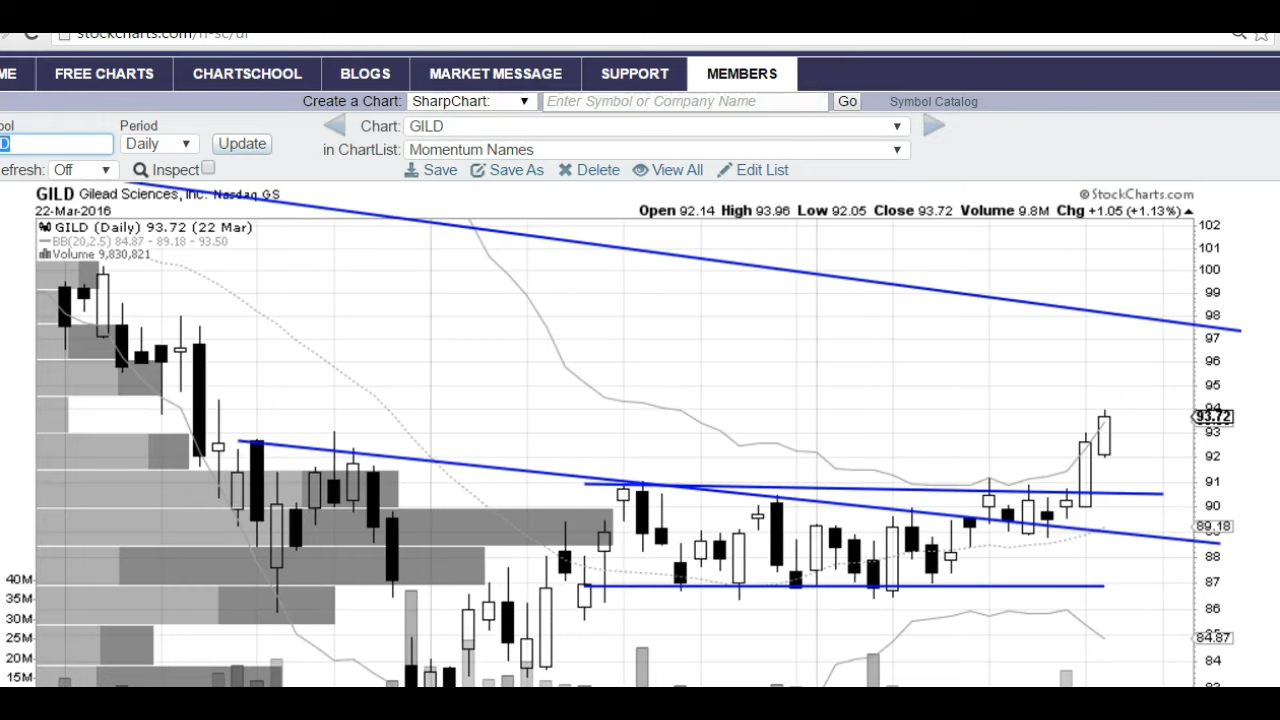 stockcharts.com/h-sc/ui
ME FREE CHARTS CHARTSCHOOL BLOGS MARKET MESSAGE SUPPORT MEMBERS
Create a Chart: SharpChart: Enter Symbol or Company Name Go Symbol Catalog
ool Period Chart: GILD
D Daily Update in ChartList: Momentum Names
efresh: Off Inspect Save Save As Delete View All Edit List
GILD Gilead Sciences, Inc. Nasdaq GS © StockCharts.com
22-Mar-2016 Open 92.14 High 93.96 Low 92.05 Close 93.72 Volume 9.8M Chg +1.05 (+1.13%)
GILD (Daily) 93.72 (22 Mar)
BB(20,2.5) 84.87 - 89.18 - 93.50
Volume 9,830,821
102
101
100
99
98
97
96
95
94
93.72
93
92
91
90
89.18
88
87
86
84.87
84
40M
35M
30M
25M
20M
15M